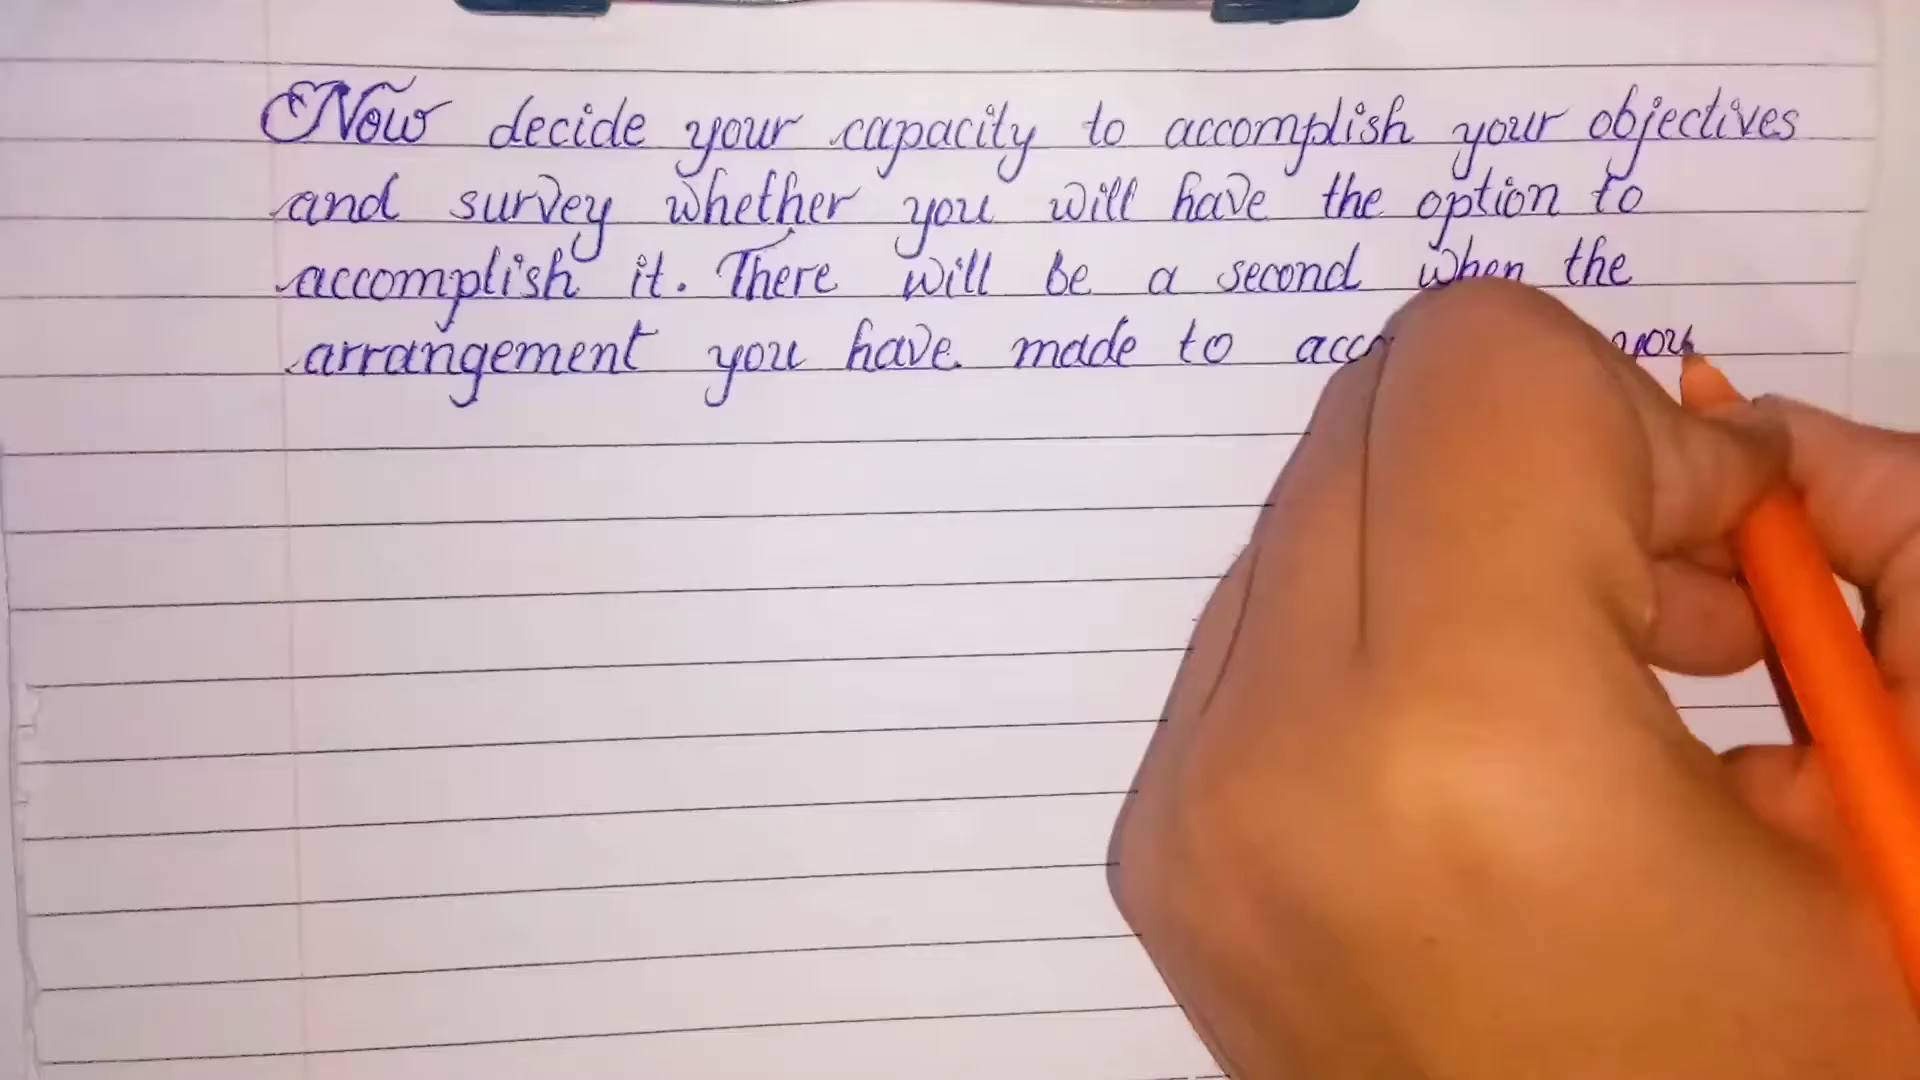 Now decide your capacity to accomplish your objectives
and survey whether you will have the option to
accomplish it. There will be a second when the
arrangement you have made to